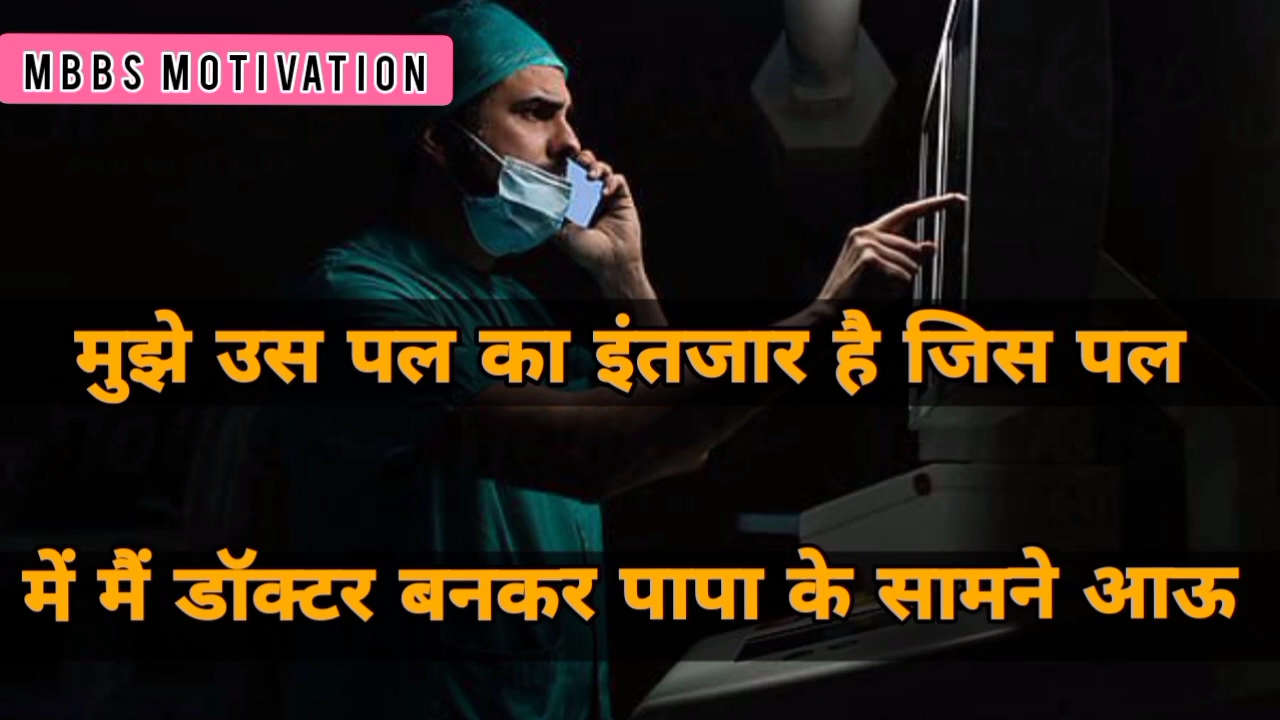 MBBS MOTIVATION
मुझे उस पल का इंतजार है जिस पल
में मैं डॉक्टर बनकर पापा के सामने आऊ